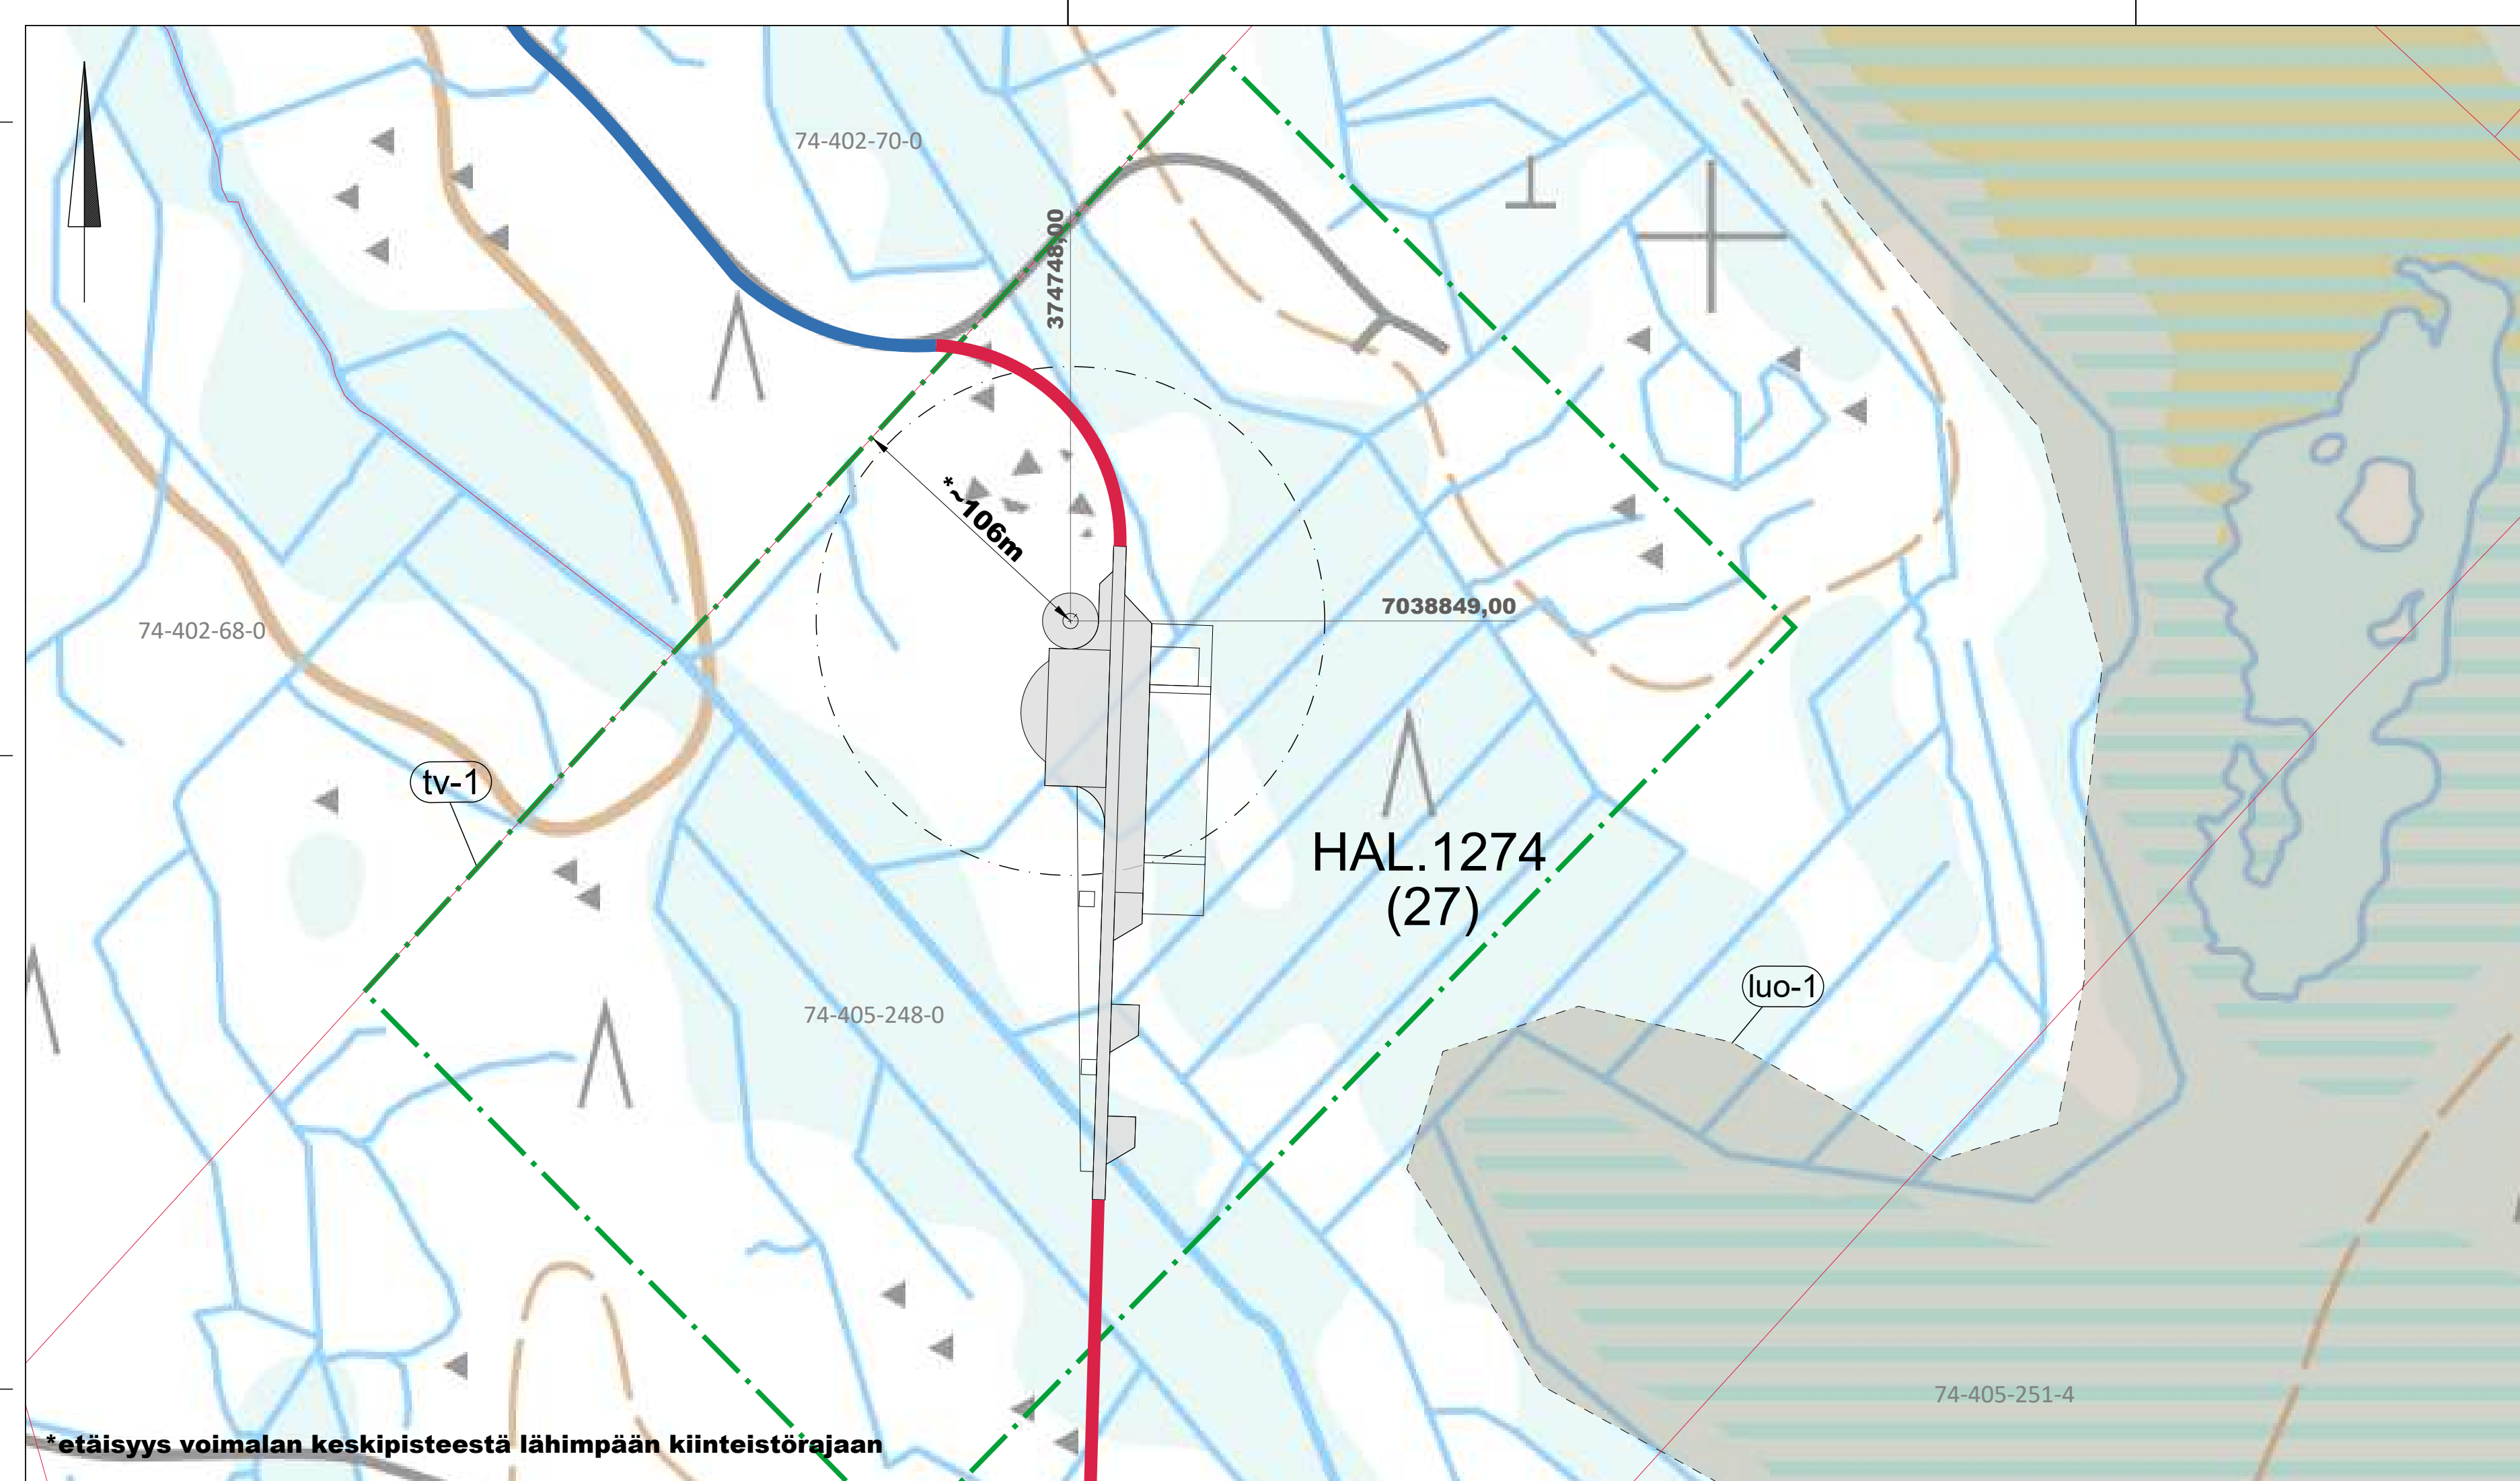 74-402-70-0
374748,00
*~106m
7038849,00
74-402-68-0
tv-1
HAL.1274
(27)
luo-1
74-405-248-0
74-405-251-4
*etäisyys voimalan keskipisteestä lähimpään kiinteistörajaan